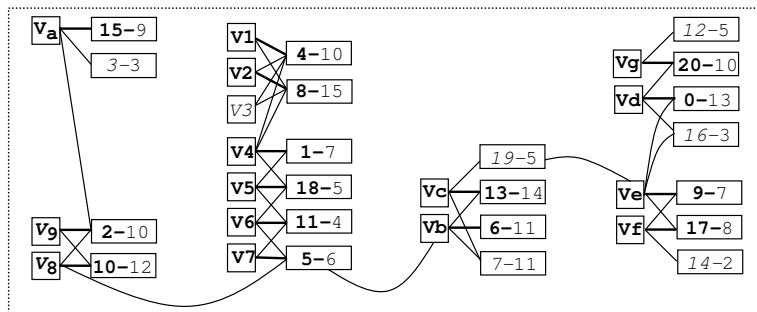 Va
15–9
3–3
V9
2–10
V8
10–12
V1
4–10
V2
8–15
V3
V4
1–7
V5
18–5
V6
11–4
V7
5–6
19–5
Vc
13–14
Vb
6–11
7–11
12–5
Vg
20–10
Vd
0–13
16–3
Ve
9–7
Vf
17–8
14–2